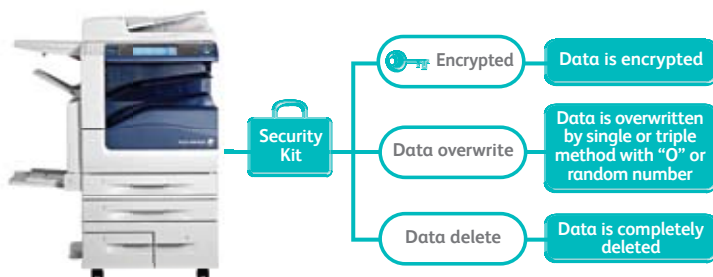 Security
Kit
Encrypted
Data is encrypted
Data overwrite
Data is overwritten
by single or triple
method with “O” or
random number
Data delete
Data is completely
deleted